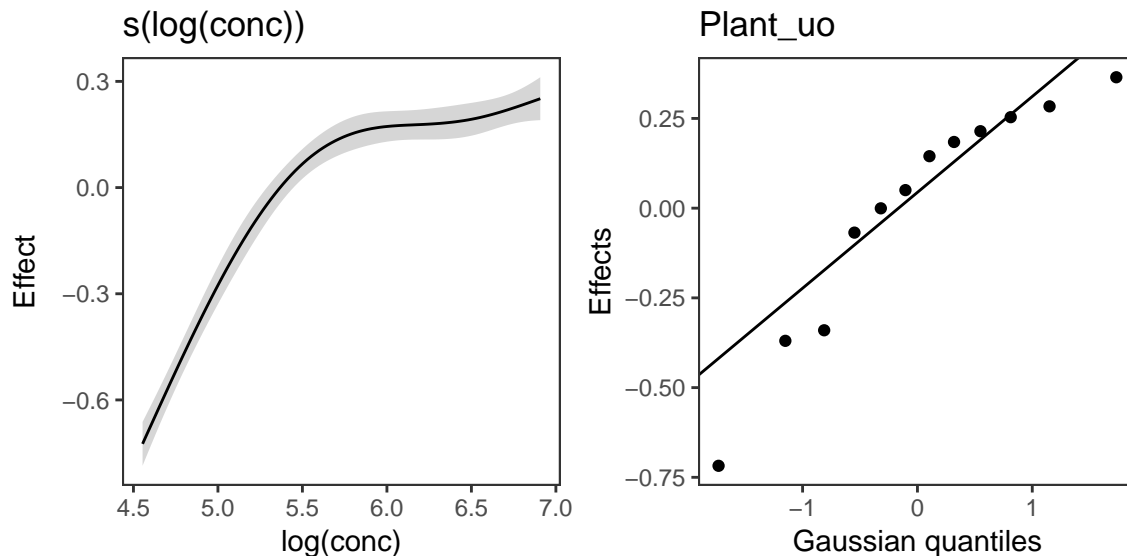 s(log(conc))
0.3
0.0
−0.3
−0.6
Effect
4.5 5.0 5.5 6.0 6.5 7.0
log(conc)
Plant_uo
0.25
0.00
−0.25
−0.50
−0.75
Effects
−1 0 1
Gaussian quantiles